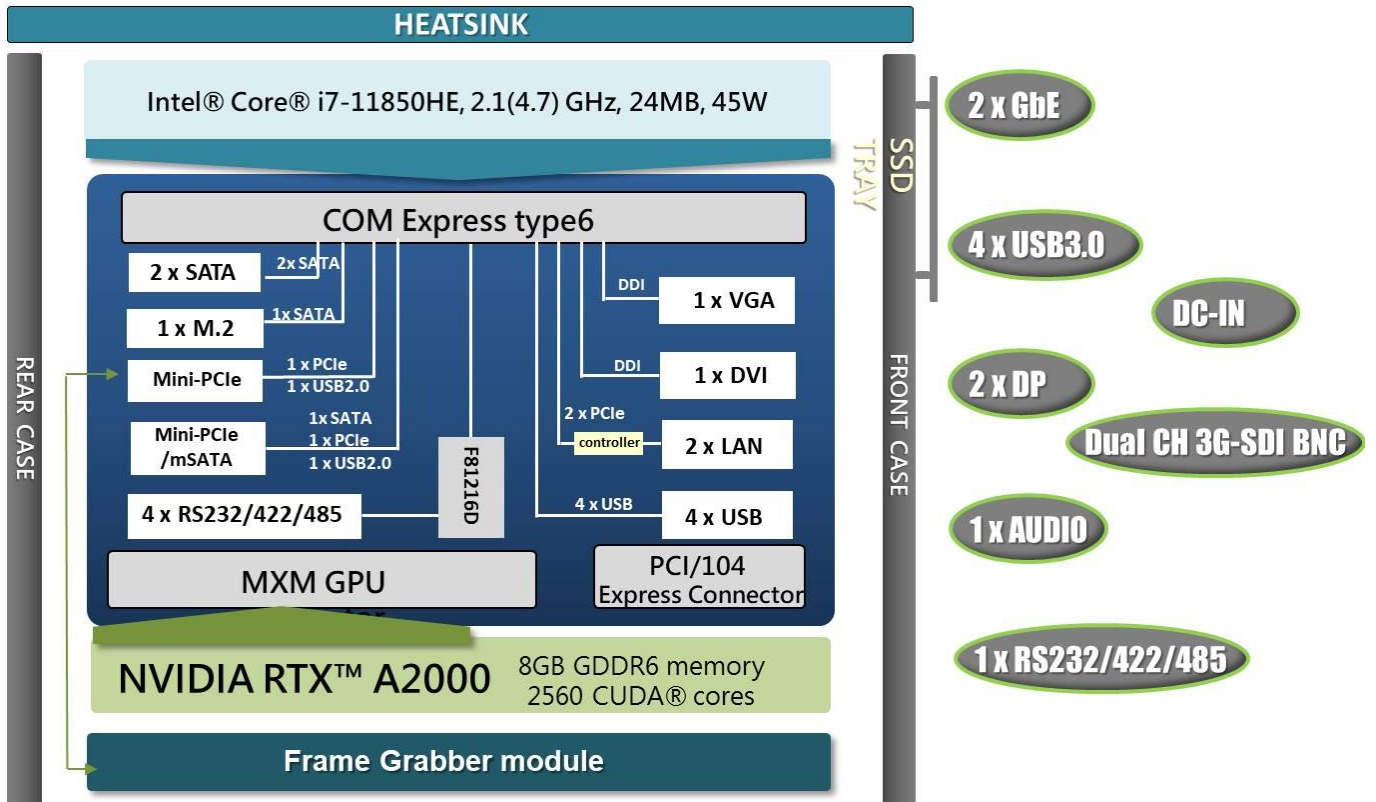 HEATSINK
Intel® Core® i7-11850HE, 2.1(4.7) GHz, 24MB, 45W
COM Express type6
2 x SATA
2x SATA
1 x M.2
1x SATA
Mini-PCIe
1 x PCIe
1 x USB2.0
Mini-PCIe
/mSATA
1x SATA
1 x PCIe
1 x USB2.0
4 x RS232/422/485
F81216D
DDI
1 x VGA
DDI
1 x DVI
2 x PCIe
controller
2 x LAN
4 x USB
4 x USB
MXM GPU
PCI/104
Express Connector
NVIDIA RTX™ A2000
8GB GDDR6 memory
2560 CUDA® cores
Frame Grabber module
REAR CASE
SSD
TRAY
FRONT CASE
2 x GbE
4 x USB3.0
DC-IN
2 x DP
Dual CH 3G-SDI BNC
1 x AUDIO
1 x RS232/422/485